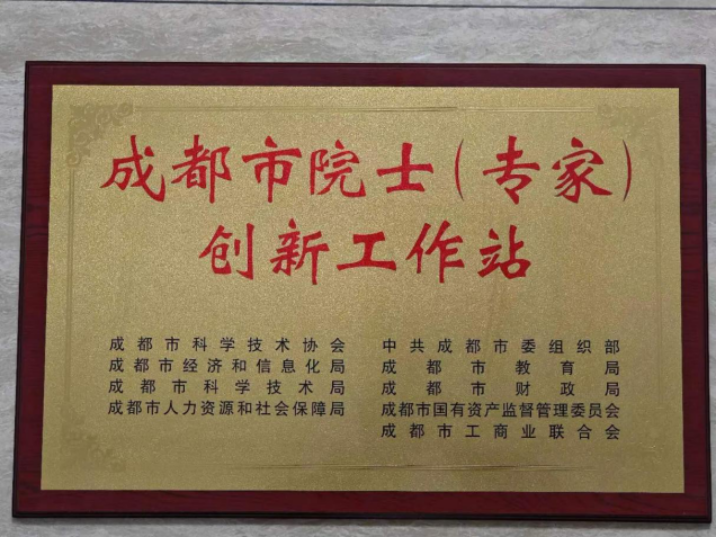 成都市院士（专家）
创新工作站
成都市科学技术协会
成都市经济和信息化局
成都市科学技术局
成都市人力资源和社会保障局
中共成都市委组织部
成都市教育局
成都市财政局
成都市国有资产监督管理委员会
成都市工商业联合会